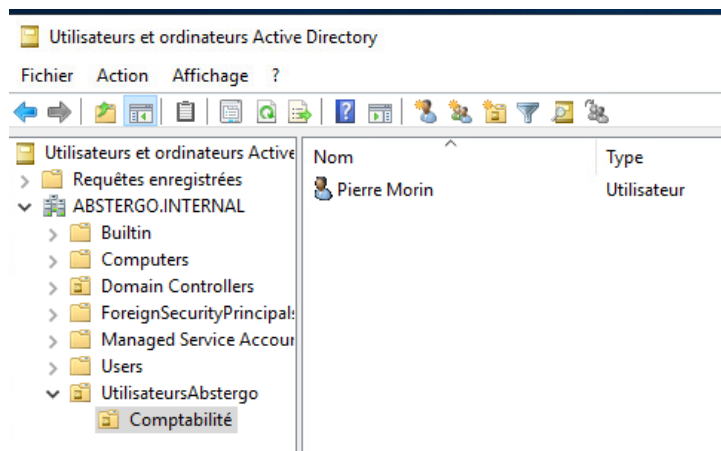 Utilisateurs et ordinateurs Active Directory
Fichier Action Affichage ?
Utilisateurs et ordinateurs Active
Requêtes enregistrées
ABSTERGO.INTERNAL
Builtin
Computers
Domain Controllers
ForeignSecurityPrincipals
Managed Service Accour
Users
UtilisateursAbstergo
Comptabilité
Nom Type
Pierre Morin Utilisateur